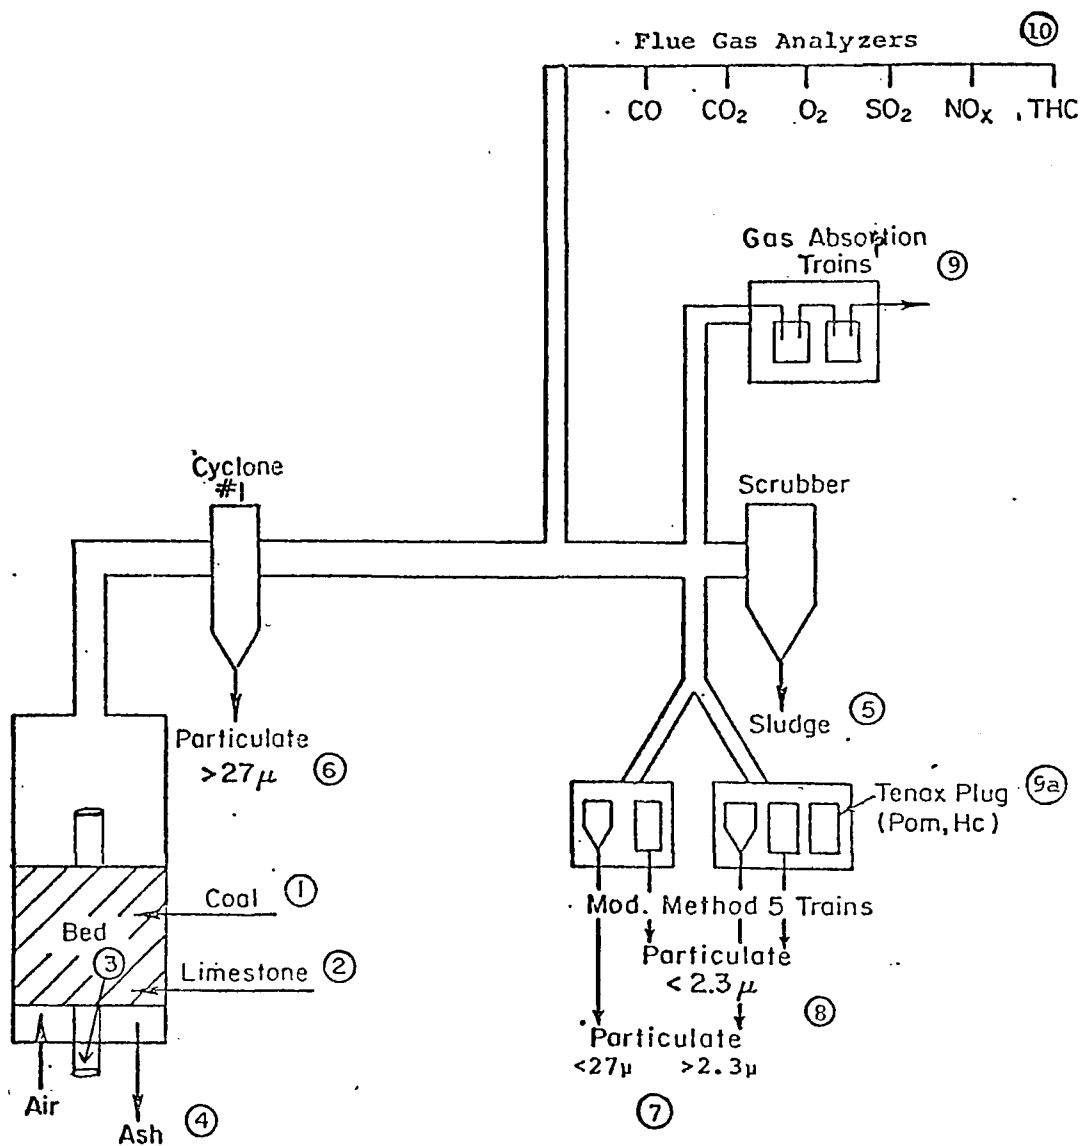 Flue Gas Analyzers ⑩
CO CO₂ O₂ SO₂ NOₓ THC
Gas Absortion
p
Trains ⑨
Cyclone
#1
Scrubber
Sludge ⑤
Particulate
>27μ ⑥
Tenax Plug ⑨a
(Pom, Hc)
Coal ①
Bed
③
Limestone ②
Mod. Method 5 Trains
Particulate
<2.3μ
⑧
Particulate
<27μ >2.3μ
⑦
Air
Ash ④